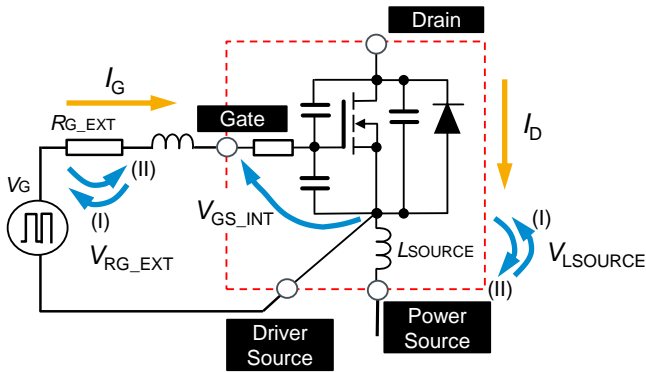 Drain
IG
ID
RG_EXT
Gate
VG
(II)
(I)
VRG_EXT
VGS_INT
LSOURCE
(I)
VLSOURCE
(II)
Driver
Source
Power
Source